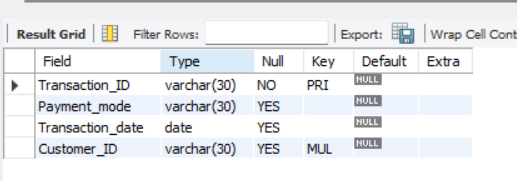 Result Grid Filter Rows: Export: Wrap Cell Cont
Field Type Null Key Default Extra
Transaction_ID varchar(30) NO PRI NULL
Payment_mode varchar(30) YES NULL
Transaction_date date YES NULL
Customer_ID varchar(30) YES MUL NULL